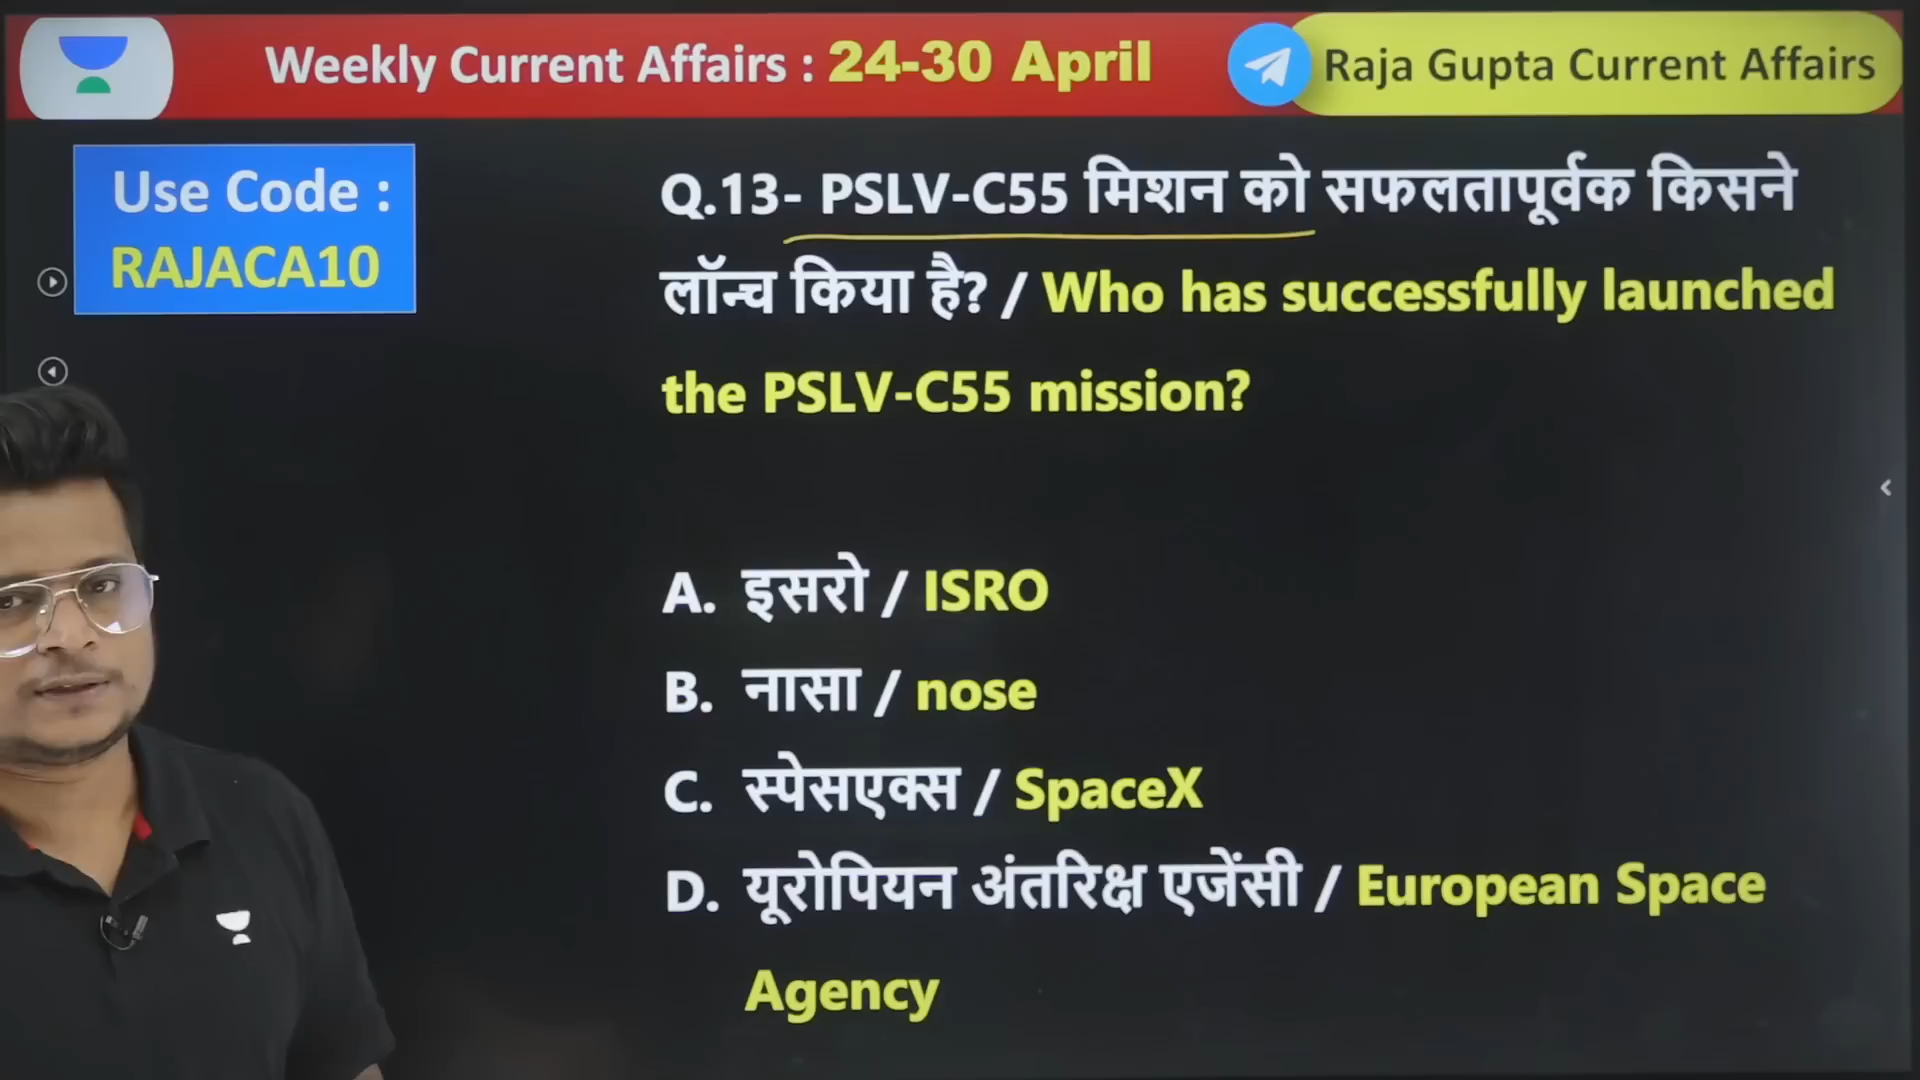 Weekly Current Affairs : 24-30 April
Raja Gupta Current Affairs
Use Code :
RAJACA10
Q.13- PSLV-C55 मिशन को सफलतापूर्वक किसने
लॉन्च किया है? / Who has successfully launched
the PSLV-C55 mission?
A. इसरो / ISRO
B. नासा / nose
C. स्पेसएक्स / SpaceX
D. यूरोपियन अंतरिक्ष एजेंसी / European Space
Agency